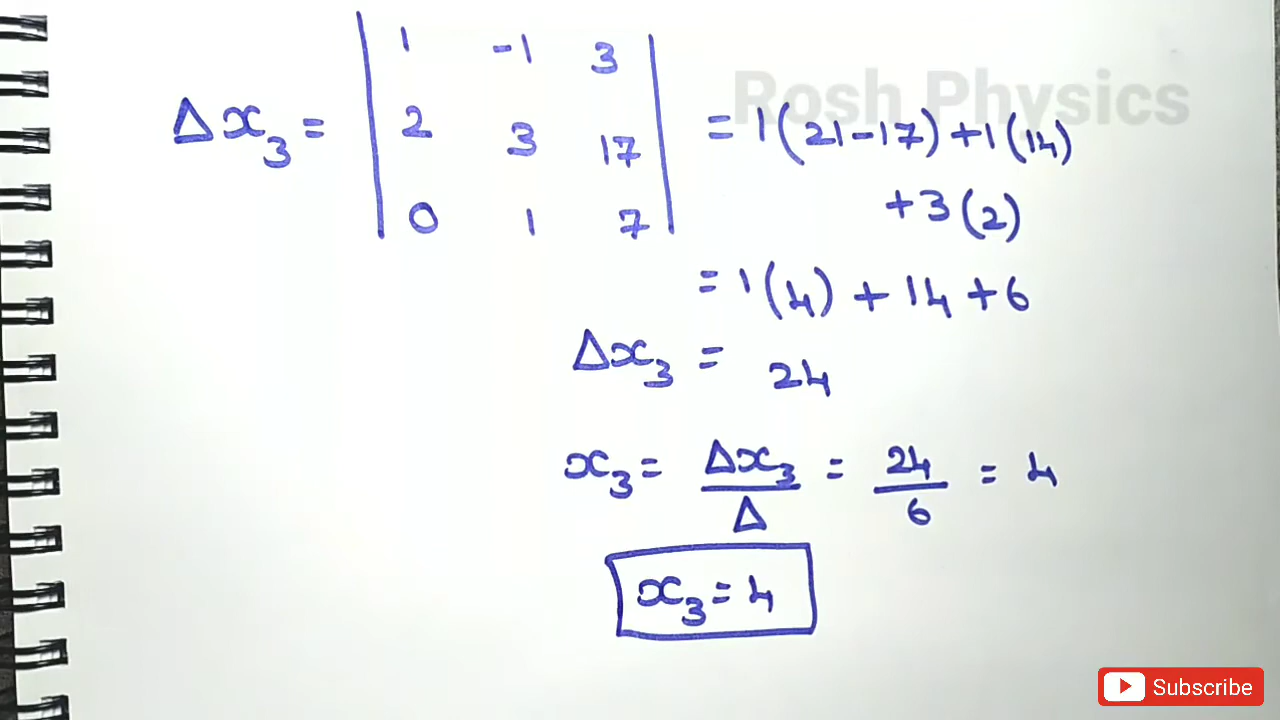 Rosh Physics
Δx₃ = | 1 -1 3 |
| 2 3 17 | = 1(21-17)+1(14)
| 0 1 7 | +3(2)
= 1(4) + 14 + 6
Δx₃ = 24
x₃ = Δx₃/Δ = 24/6 = 4
x₃ = 4
Subscribe